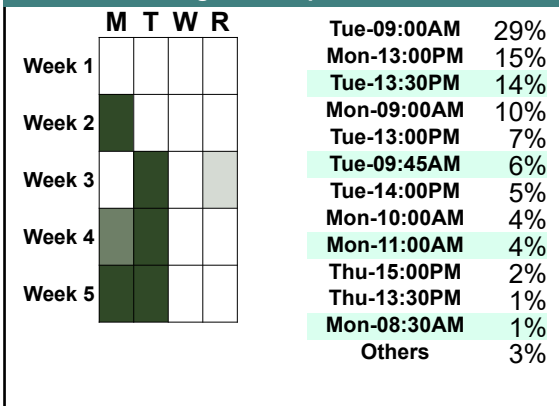 M T W R
Week 1
Week 2
Week 3
Week 4
Week 5
Tue-09:00AM 29%
Mon-13:00PM 15%
Tue-13:30PM 14%
Mon-09:00AM 10%
Tue-13:00PM 7%
Tue-09:45AM 6%
Tue-14:00PM 5%
Mon-10:00AM 4%
Mon-11:00AM 4%
Thu-15:00PM 2%
Thu-13:30PM 1%
Mon-08:30AM 1%
Others 3%